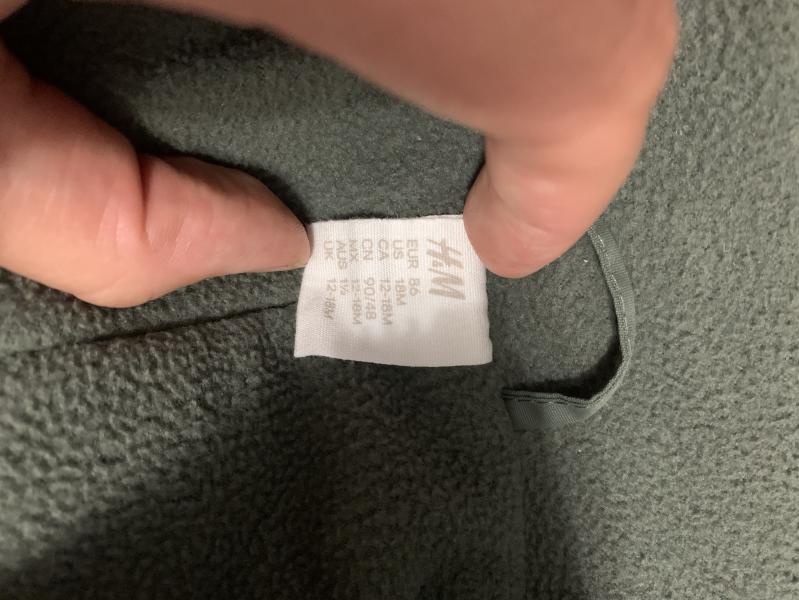 H&M
EUR 86
US 18M
CA 12-18M
CN 90/48
MX 12-18M
AUS 1½
UK 12-18M